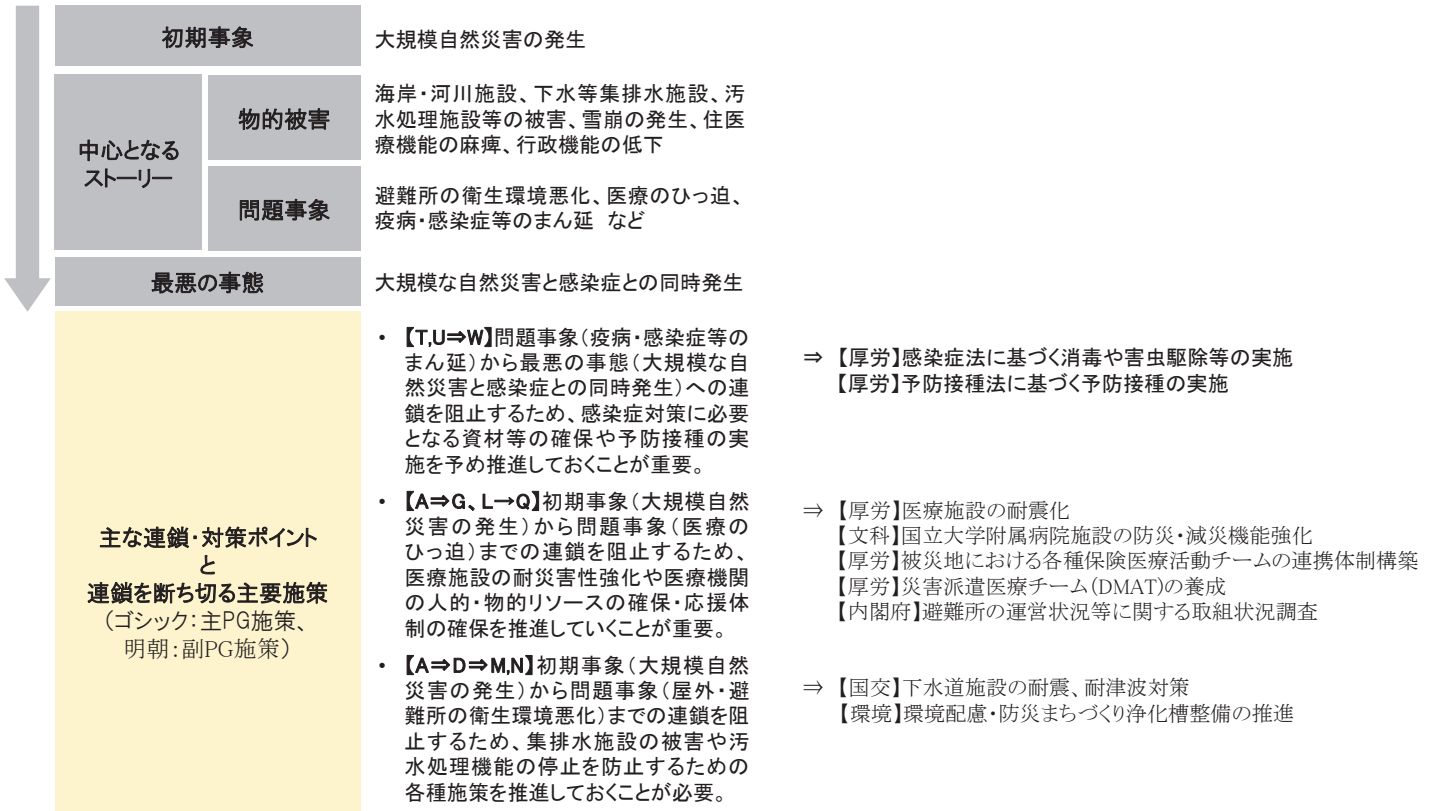 初期事象
大規模自然災害の発生
中心となる
ストーリー
物的被害
海岸・河川施設、下水等集排水施設、汚
水処理施設等の被害、雪崩の発生、住医
療機能の麻痺、行政機能の低下
問題事象
避難所の衛生環境悪化、医療のひっ迫、
疫病・感染症等のまん延 など
最悪の事態
大規模な自然災害と感染症との同時発生
主な連鎖・対策ポイント
と
連鎖を断ち切る主要施策
（ゴシック：主PG施策、
明朝：副PG施策）
・ 【T,U⇒W】問題事象（疫病・感染症等の
まん延）から最悪の事態（大規模な自
然災害と感染症との同時発生）への連
鎖を阻止するため、感染症対策に必要
となる資材等の確保や予防接種の実
施を予め推進しておくことが重要。
⇒ 【厚労】感染症法に基づく消毒や害虫駆除等の実施
【厚労】予防接種法に基づく予防接種の実施
・ 【A⇒G、L→Q】初期事象（大規模自然
災害の発生）から問題事象（医療の
ひっ迫）までの連鎖を阻止するため、
医療施設の耐災害性強化や医療機関
の人的・物的リソースの確保・応援体
制の確保を推進していくことが重要。
⇒ 【厚労】医療施設の耐震化
【文科】国立大学附属病院施設の防災・減災機能強化
【厚労】被災地における各種保険医療活動チームの連携体制構築
【厚労】災害派遣医療チーム(DMAT)の養成
【内閣府】避難所の運営状況等に関する取組状況調査
・ 【A⇒D⇒M,N】初期事象（大規模自然
災害の発生）から問題事象（屋外・避
難所の衛生環境悪化）までの連鎖を阻
止するため、集排水施設の被害や汚
水処理機能の停止を防止するための
各種施策を推進しておくことが必要。
⇒ 【国交】下水道施設の耐震、耐津波対策
【環境】環境配慮・防災まちづくり浄化槽整備の推進